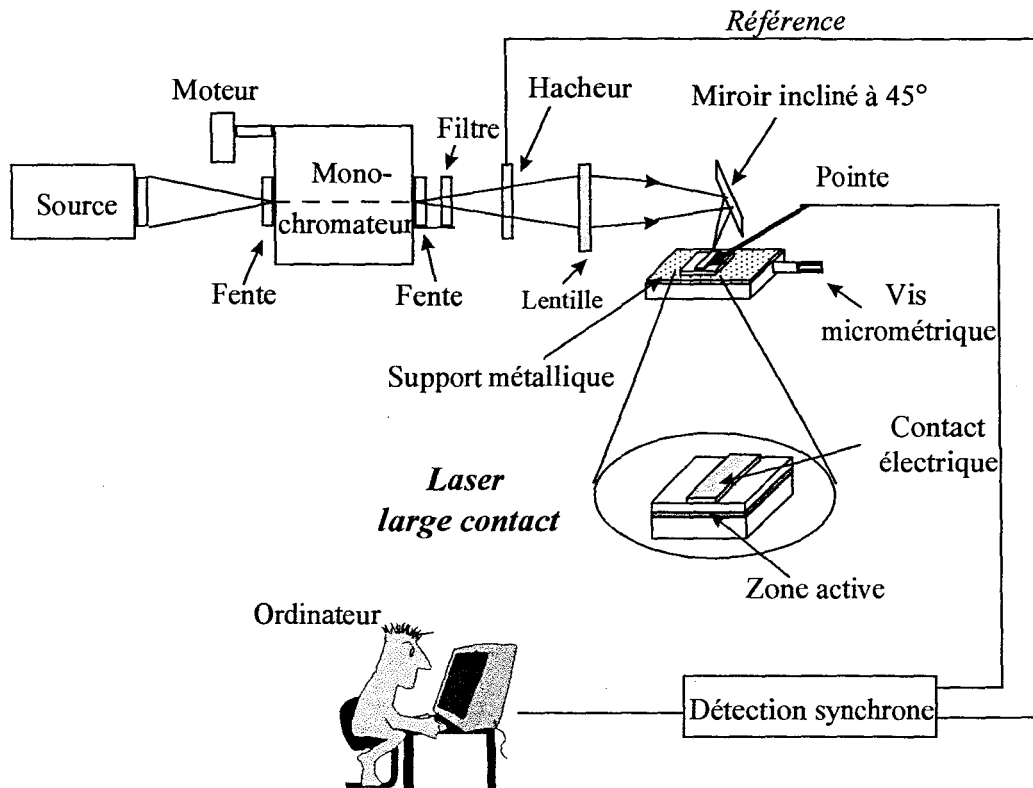 Référence
Moteur
Hacheur
Miroir incliné à 45°
Filtre
Pointe
Source
Mono-
chromateur
Fente
Fente
Lentille
Vis
micrométrique
Support métallique
Contact
électrique
Laser
large contact
Zone active
Ordinateur
Détection synchrone